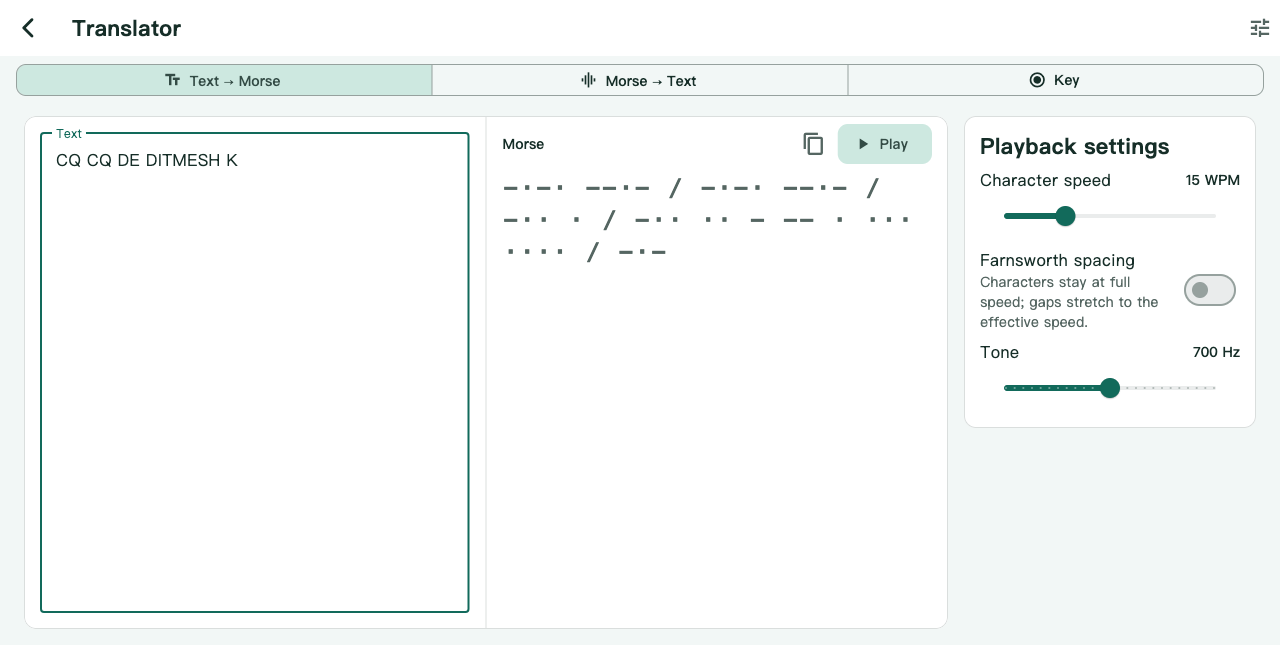 Translator
Text → Morse
Morse → Text
Key
Text
CQ CQ DE DITMESH K
Morse
Play
−·−· −−·− / −·−· −−·− /
−·· · / −·· ·· − −− · ···
···· / −·−
Playback settings
Character speed 15 WPM
Farnsworth spacing
Characters stay at full
speed; gaps stretch to the
effective speed.
Tone 700 Hz